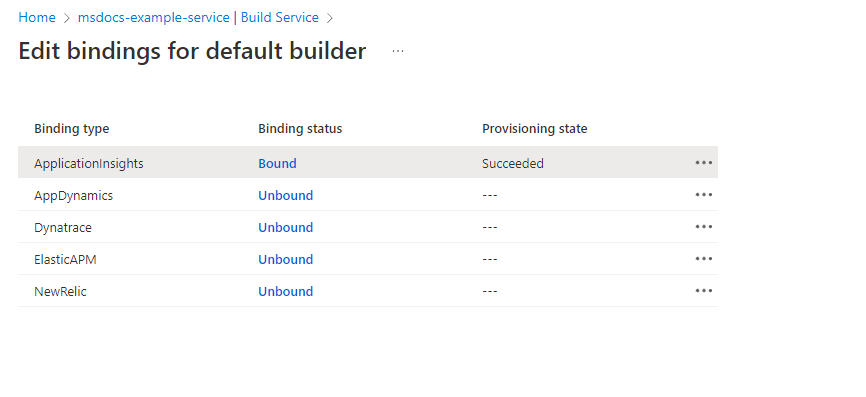 Home > msdocs-example-service | Build Service >
Edit bindings for default builder ...
Binding type Binding status Provisioning state
ApplicationInsights Bound Succeeded •••
AppDynamics Unbound --- •••
Dynatrace Unbound --- •••
ElasticAPM Unbound --- •••
NewRelic Unbound --- •••